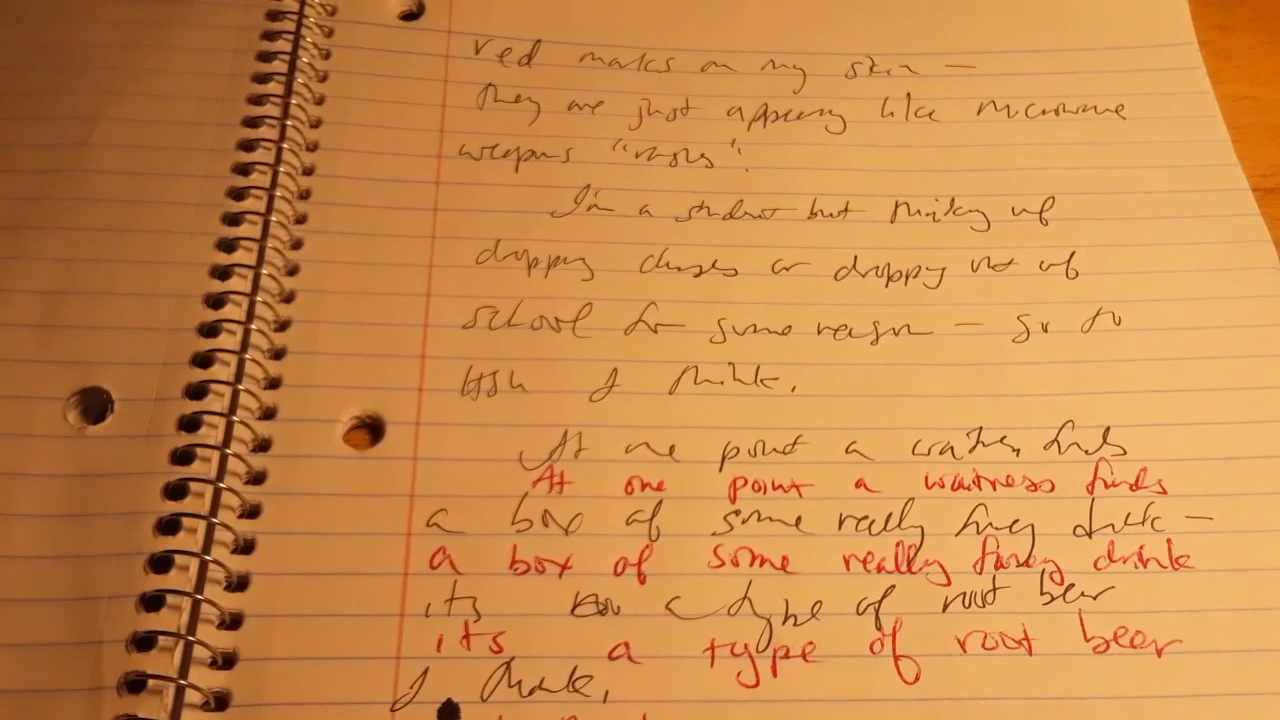 red marks on my skin —
They are just appearing like microwave
weapons
I'm a student but thinking of
dropping classes or dropping out of
school for some reason — go to
I think.
At one point a waitress finds
At one point a waitress finds
a box of some really fancy drink —
a box of some really fancy drink
its a type of root beer
its a type of root beer
I think.